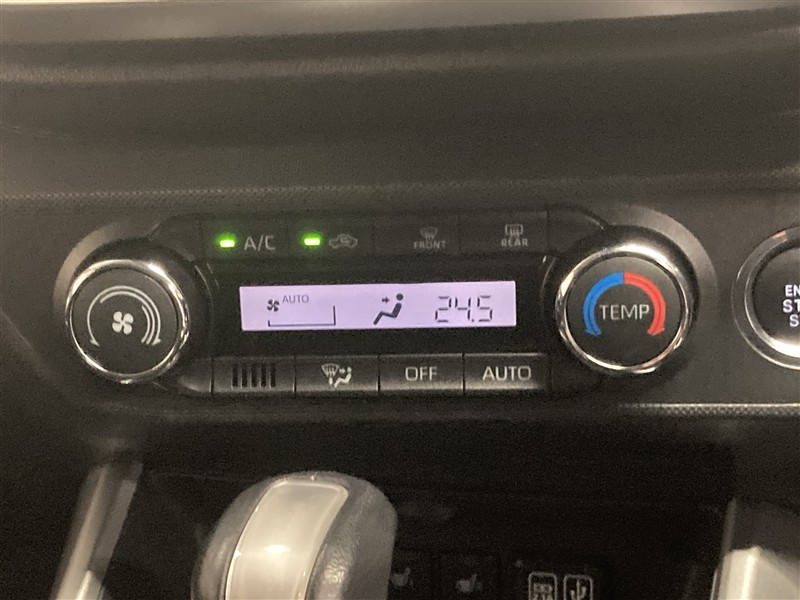 A/C
FRONT
REAR
AUTO
24.5
TEMP
OFF
AUTO